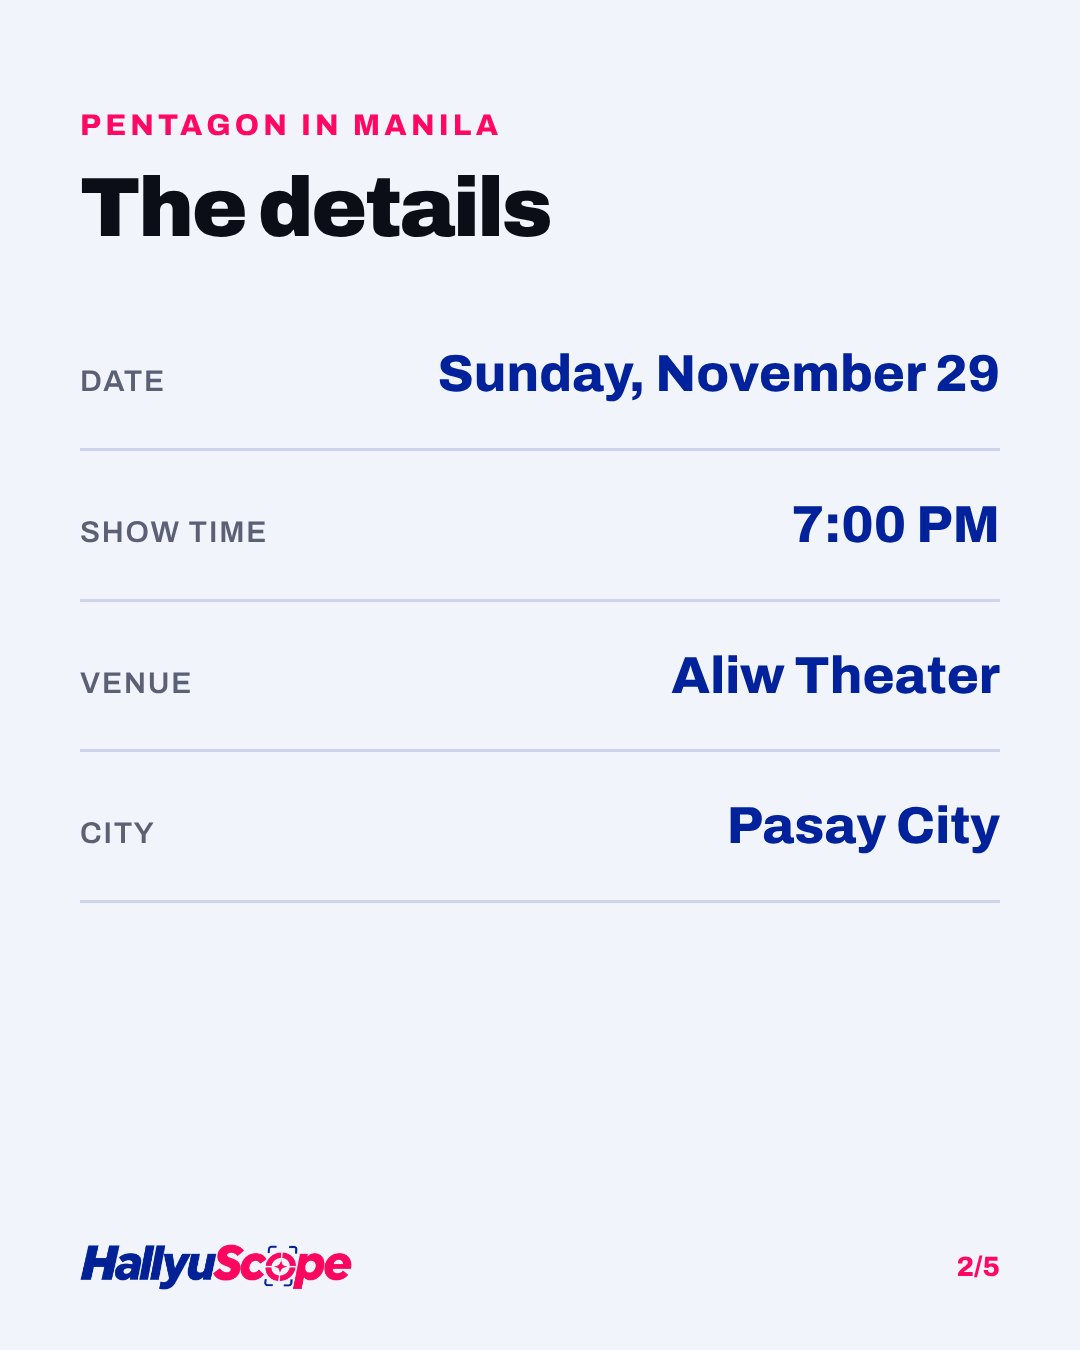 PENTAGON IN MANILA
The details
DATE Sunday, November 29
SHOW TIME 7:00 PM
VENUE Aliw Theater
CITY Pasay City
HallyuScope 2/5